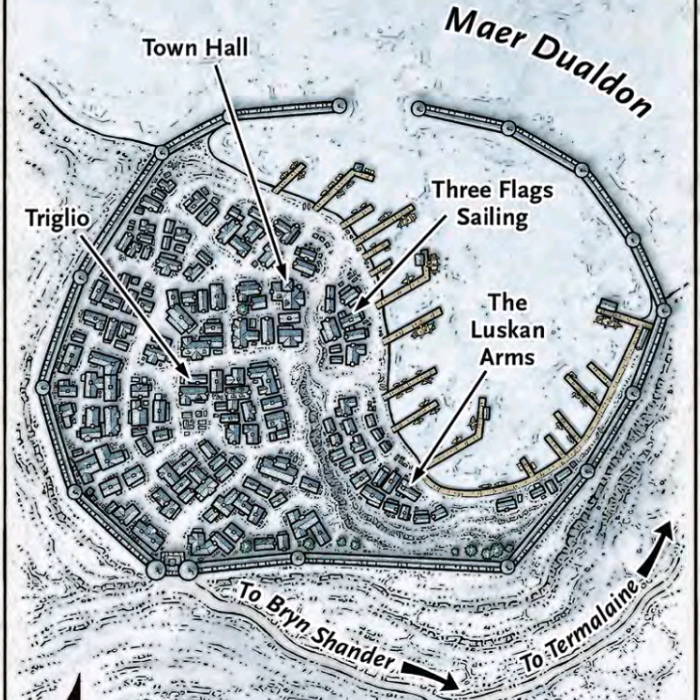 Maer Dualdon
Town Hall
Three Flags
Sailing
Triglio
The
Luskan
Arms
To Bryn Shander
To Termalaine